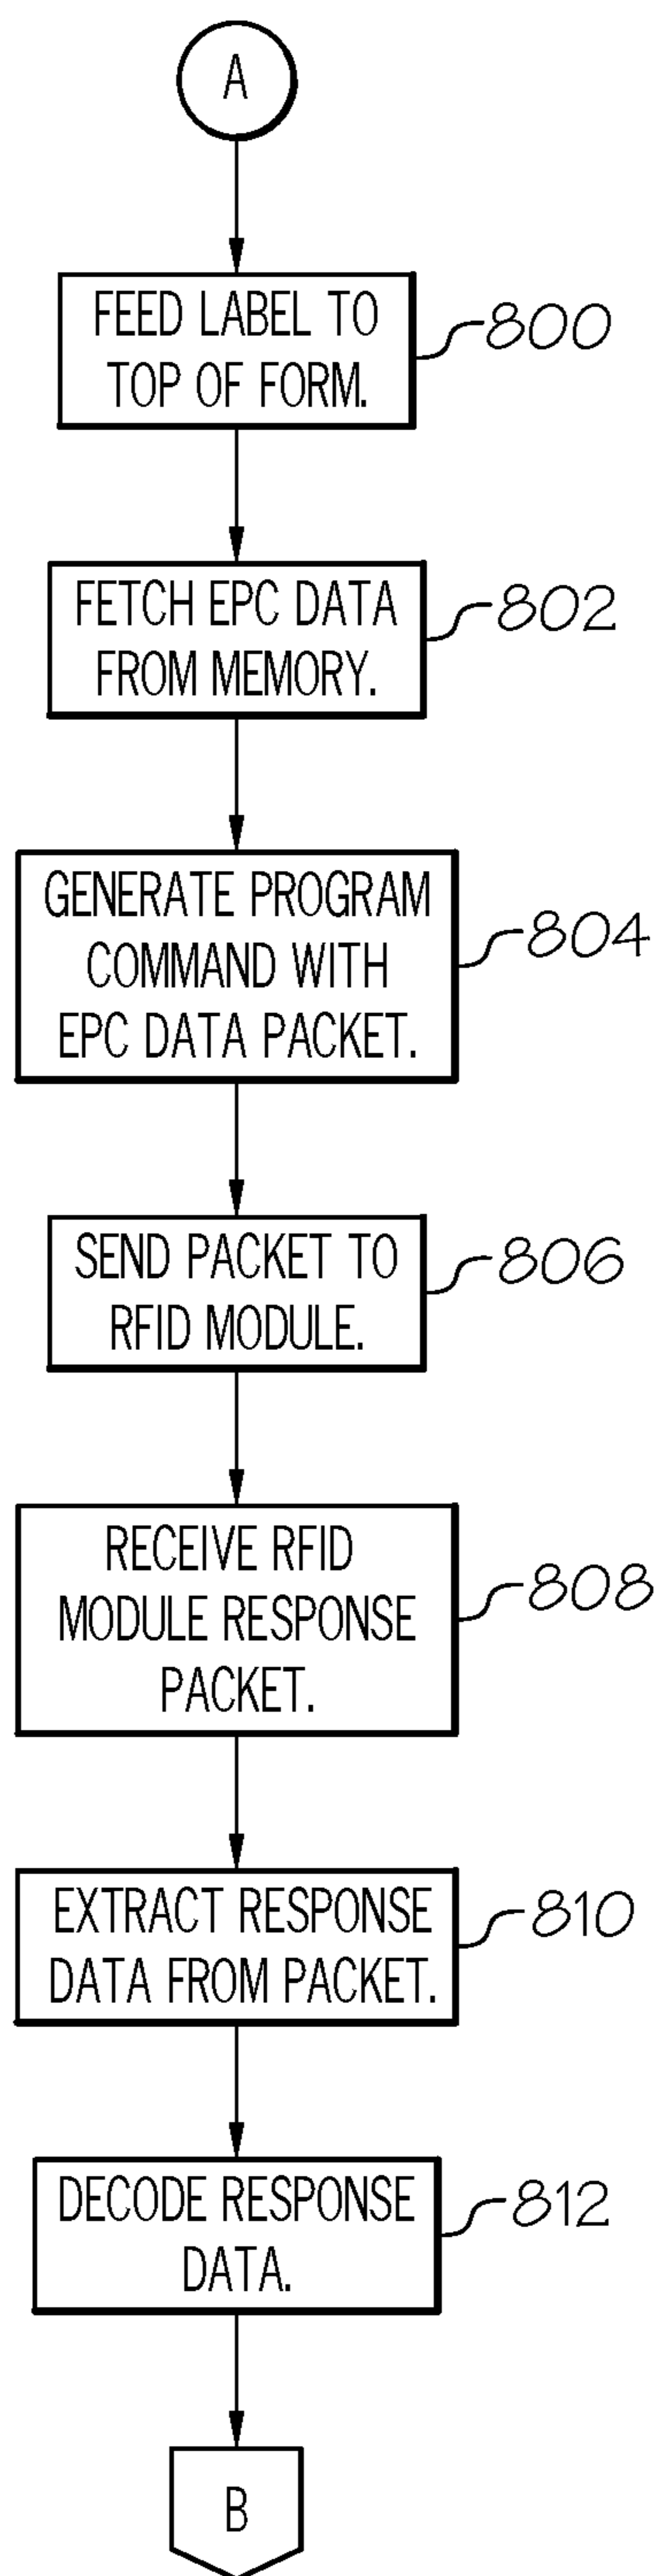 A
FEED LABEL TO
TOP OF FORM.
800
FETCH EPC DATA
FROM MEMORY.
802
GENERATE PROGRAM
COMMAND WITH
EPC DATA PACKET.
804
SEND PACKET TO
RFID MODULE.
806
RECEIVE RFID
MODULE RESPONSE
PACKET.
808
EXTRACT RESPONSE
DATA FROM PACKET.
810
DECODE RESPONSE
DATA.
812
B